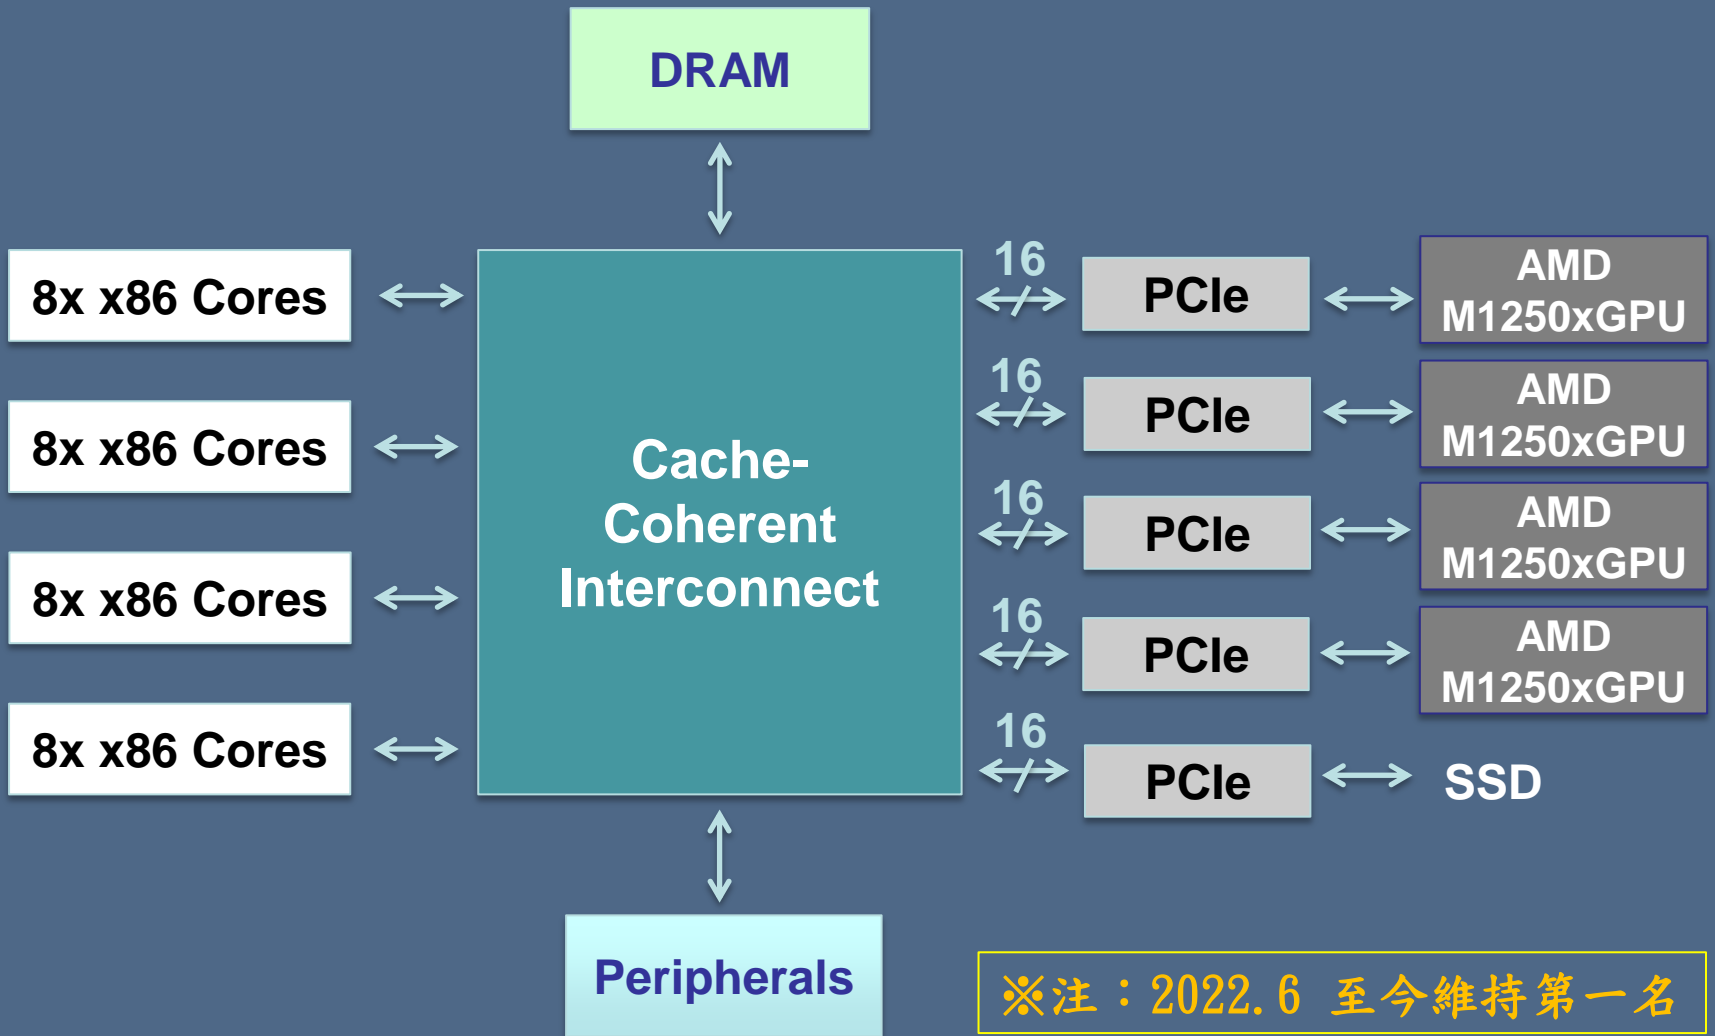 DRAM
8x x86 Cores
8x x86 Cores
8x x86 Cores
8x x86 Cores
Cache-
Coherent
Interconnect
16
PCIe
AMD
M1250xGPU
16
PCIe
AMD
M1250xGPU
16
PCIe
AMD
M1250xGPU
16
PCIe
AMD
M1250xGPU
16
PCIe
SSD
Peripherals
※注：2022.6 至今維持第一名